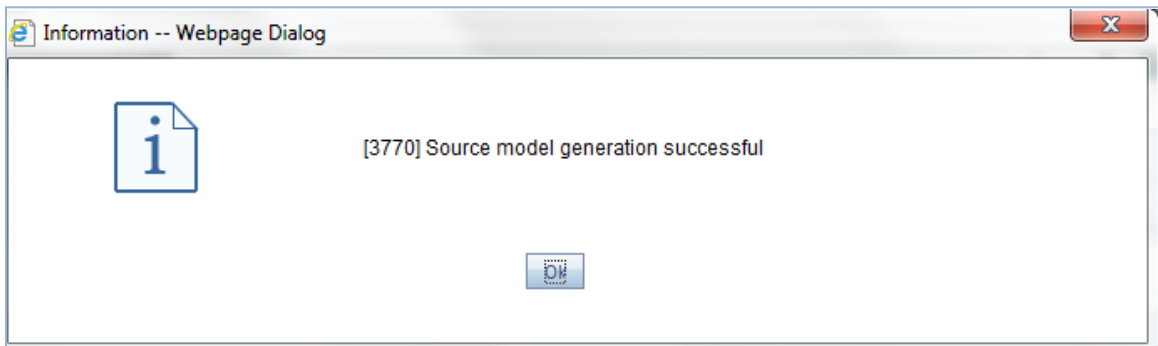 Information -- Webpage Dialog
[3770] Source model generation successful
Ok